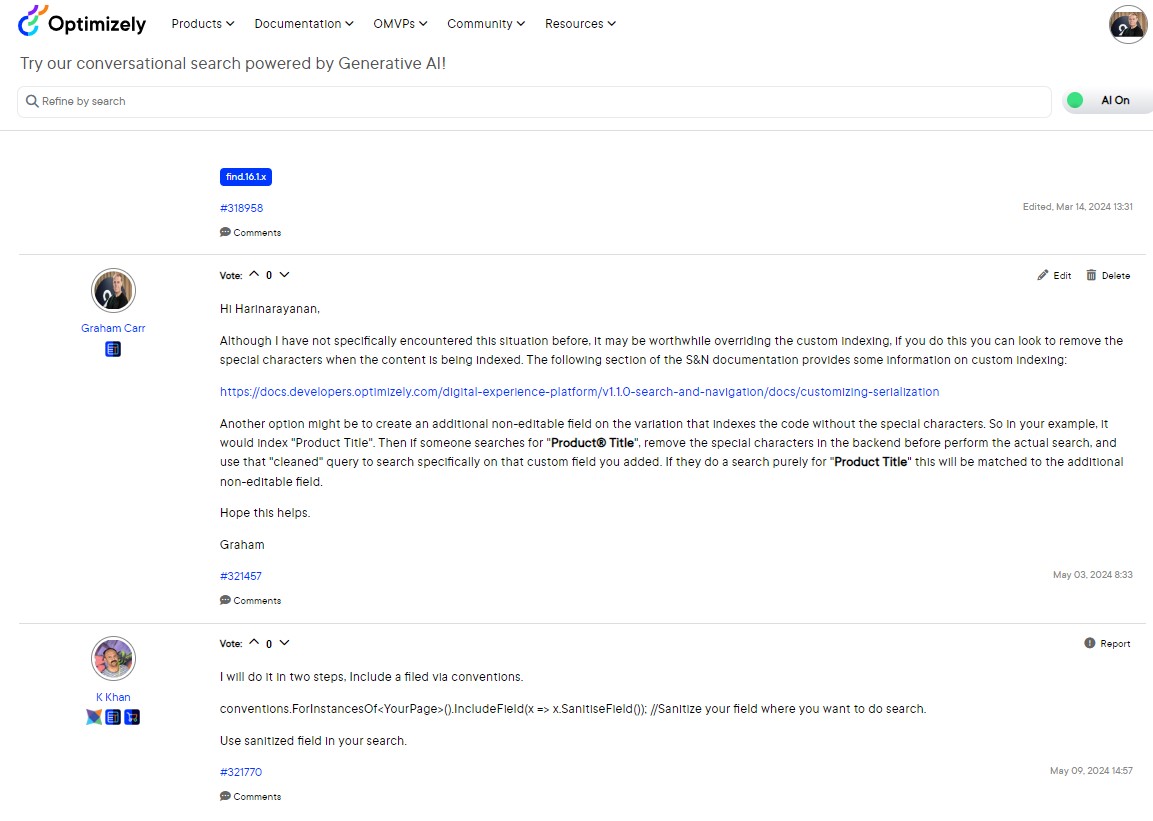 Optimizely
Products Documentation OMVPs Community Resources
Try our conversational search powered by Generative AI!
Refine by search
AI On
find.16.1.x
#318958 Edited, Mar 14, 2024 13:31
Comments
Vote: 0 Edit Delete
Graham Carr
Hi Harinarayanan,
Although I have not specifically encountered this situation before, it may be worthwhile overriding the custom indexing, if you do this you can look to remove the
special characters when the content is being indexed. The following section of the S&N documentation provides some information on custom indexing:
https://docs.developers.optimizely.com/digital-experience-platform/v1.1.0-search-and-navigation/docs/customizing-serialization
Another option might be to create an additional non-editable field on the variation that indexes the code without the special characters. So in your example, it
would index "Product Title". Then if someone searches for "Product® Title", remove the special characters in the backend before perform the actual search, and
use that "cleaned" query to search specifically on that custom field you added. If they do a search purely for "Product Title" this will be matched to the additional
non-editable field.
Hope this helps.
Graham
#321457 May 03, 2024 8:33
Comments
Vote: 0 Report
K Khan
I will do it in two steps, Include a filed via conventions.
conventions.ForInstancesOf<YourPage>().IncludeField(x => x.SanitiseField()); //Sanitize your field where you want to do search.
Use sanitized field in your search.
#321770 May 09, 2024 14:57
Comments